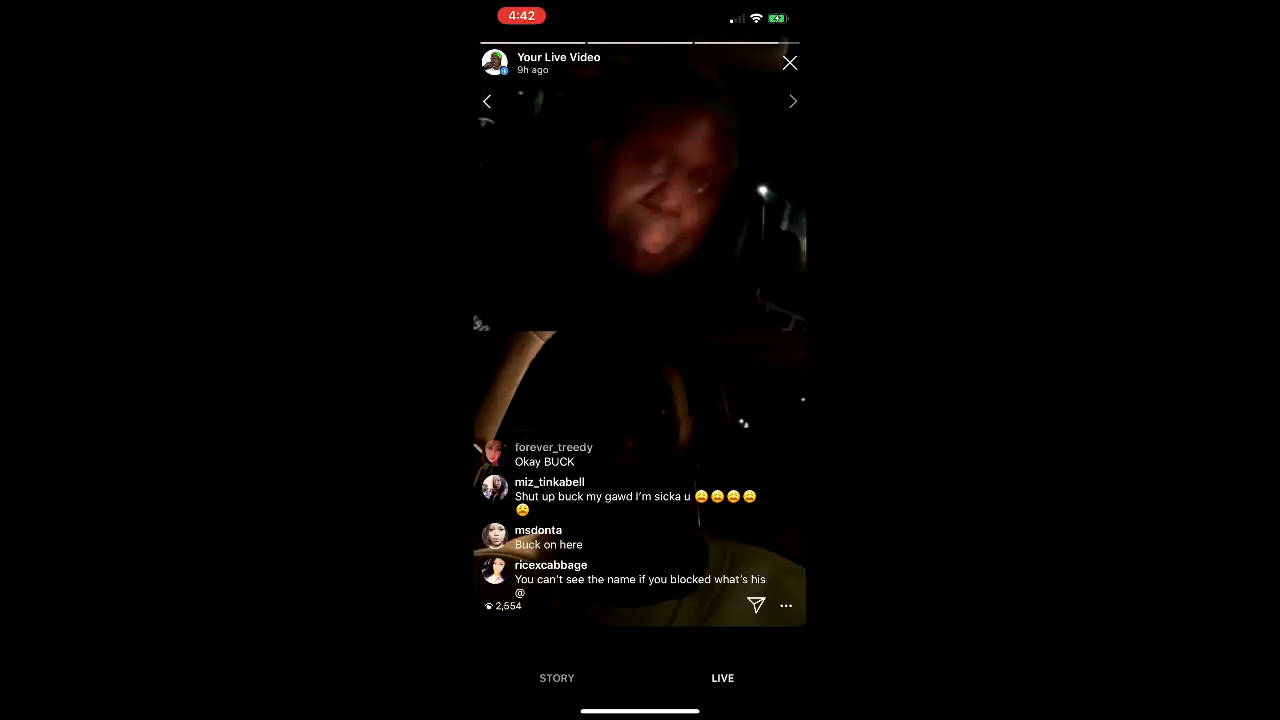 4:42
Your Live Video
9h ago
forever_treedy
Okay BUCK
miz_tinkabell
Shut up buck my gawd I’m sicka u 😩😩😩😩
😩
msdonta
Buck on here
ricexcabbage
You can’t see the name if you blocked what’s his
@
2,554
STORY
LIVE